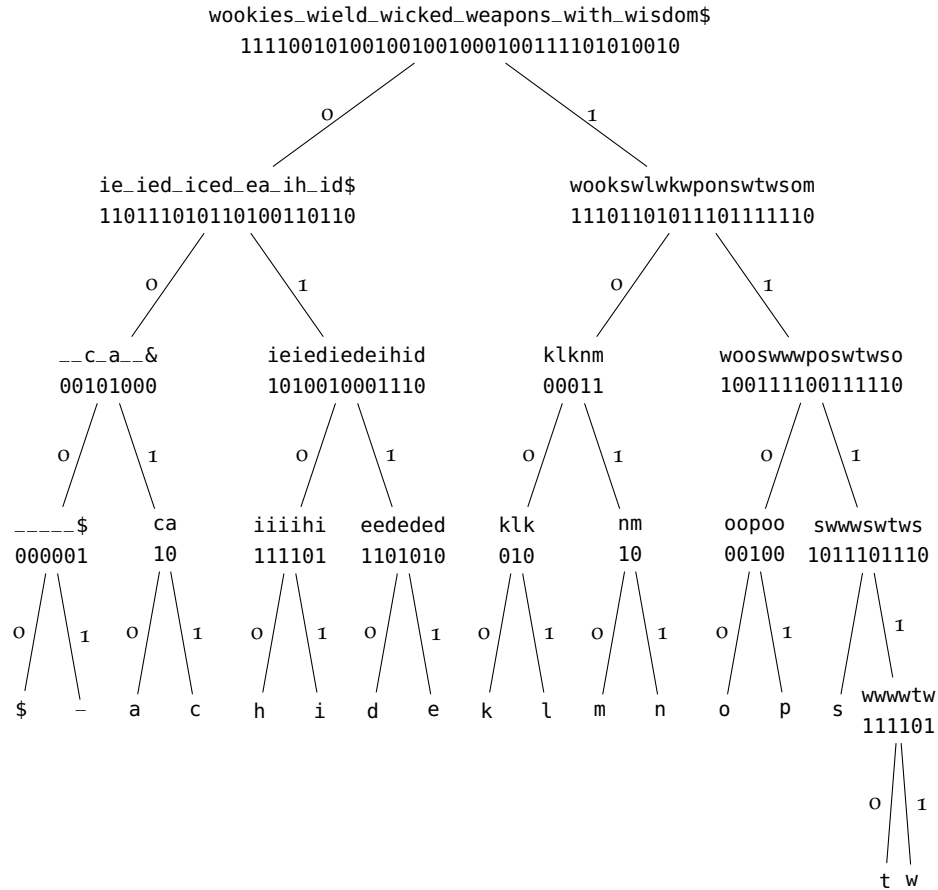 wookies_wield_wicked_weapons_with_wisdom$
111100101001001001000100111101010010
0 1
ie_ied_iced_ea_ih_id$ wookswlwkwponswtwsom
110111010110100110110 11101101011101111110
0 1 0 1
__c_a__& ieiediedeihid klknm wooswwwposwtwso
00101000 1010010001110 00011 100111100111110
0 1 0 1 0 1 0 1
_____$ ca iiiihi eededed klk nm oopoo swwwswtws
000001 10 111101 1101010 010 10 00100 1011101110
0 1 0 1 0 1 0 1 0 1 0 1 0 1 1
$ _ a c h i d e k l m n o p s wwwwtw
111101
0 1
t w